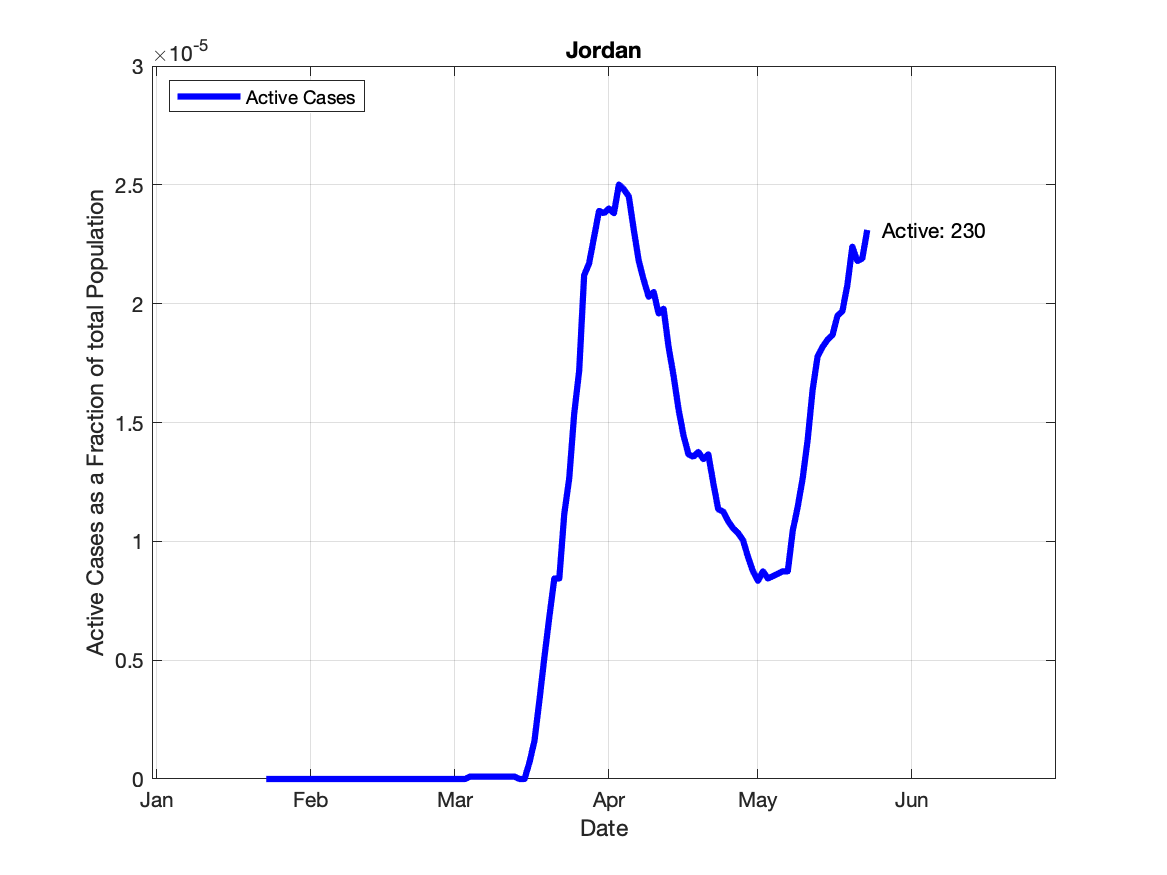 Jordan
×10-5
3
2.5
2
1.5
1
0.5
0
Active Cases as a Fraction of total Population
Active Cases
Active: 230
Jan Feb Mar Apr May Jun
Date